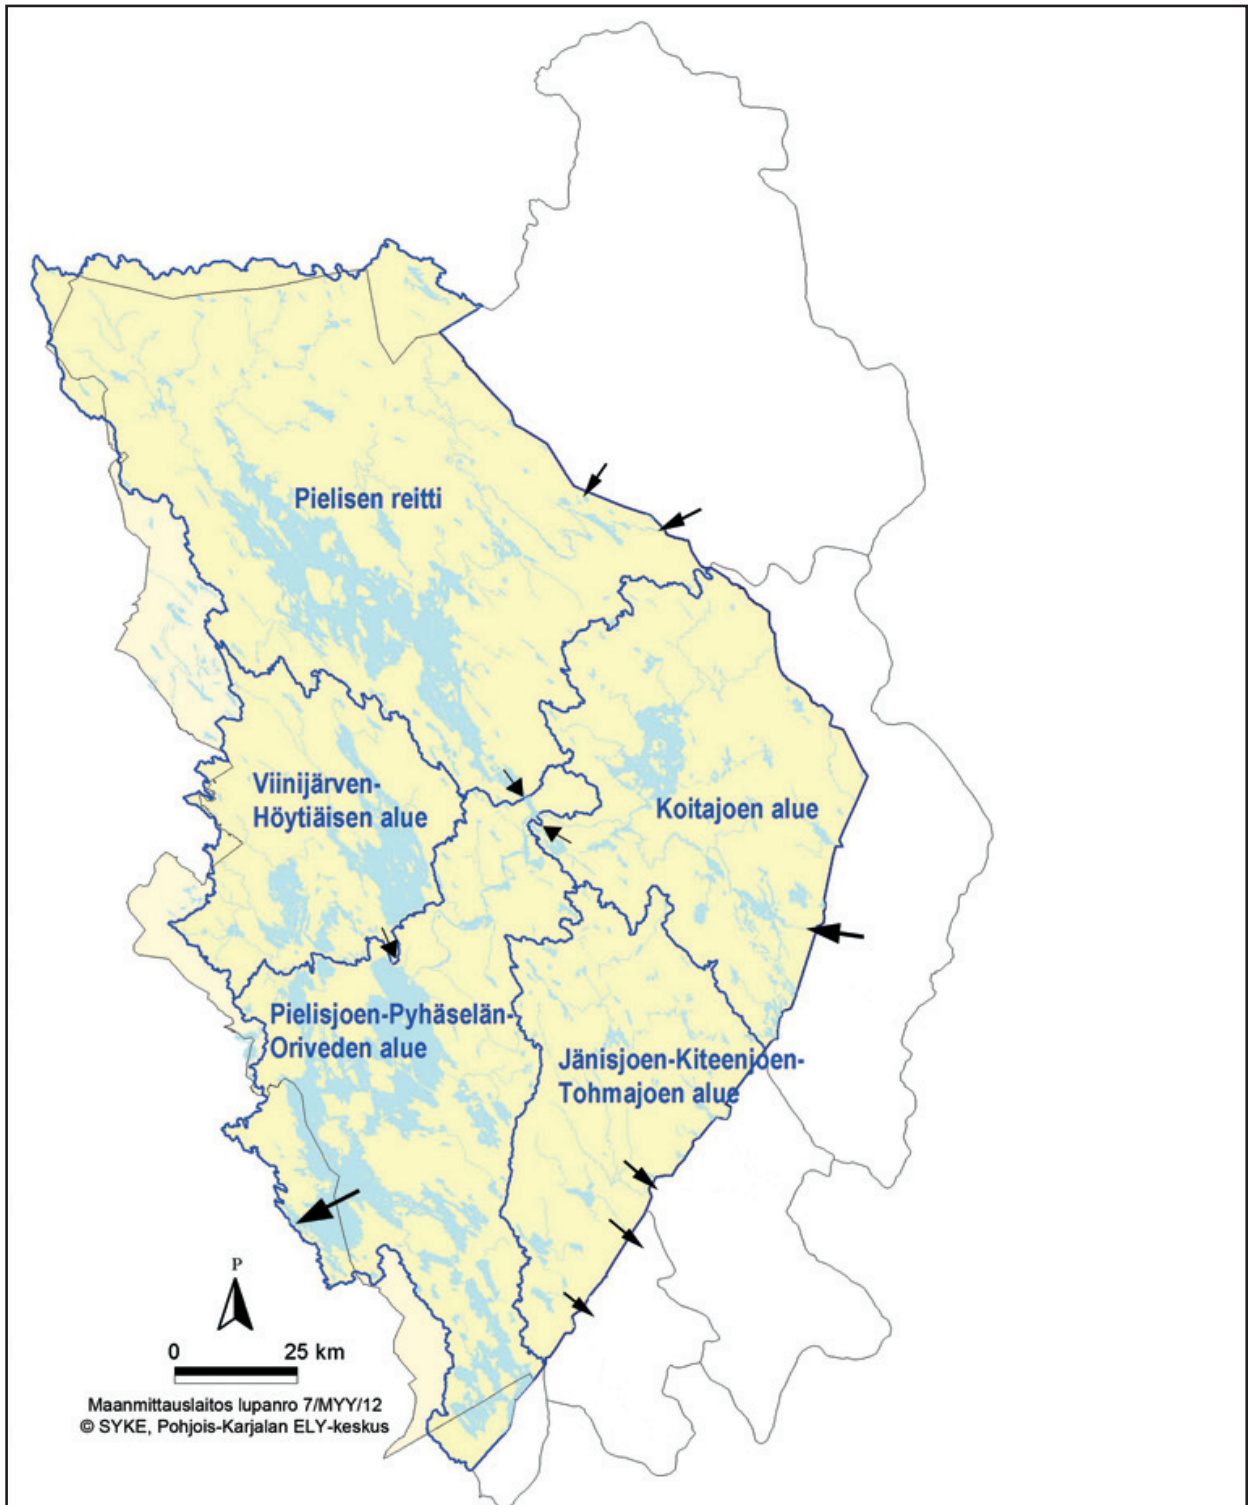 Pielisen reitti
Viinijärven-
Höytiäisen alue
Koitajoen alue
Pielisjoen-Pyhäselän-
Oriveden alue
Jänisjoen-Kiteenjoen-
Tohmajoen alue
P
0 25 km
Maanmittauslaitos lupanro 7/MYY/12
© SYKE, Pohjois-Karjalan ELY-keskus